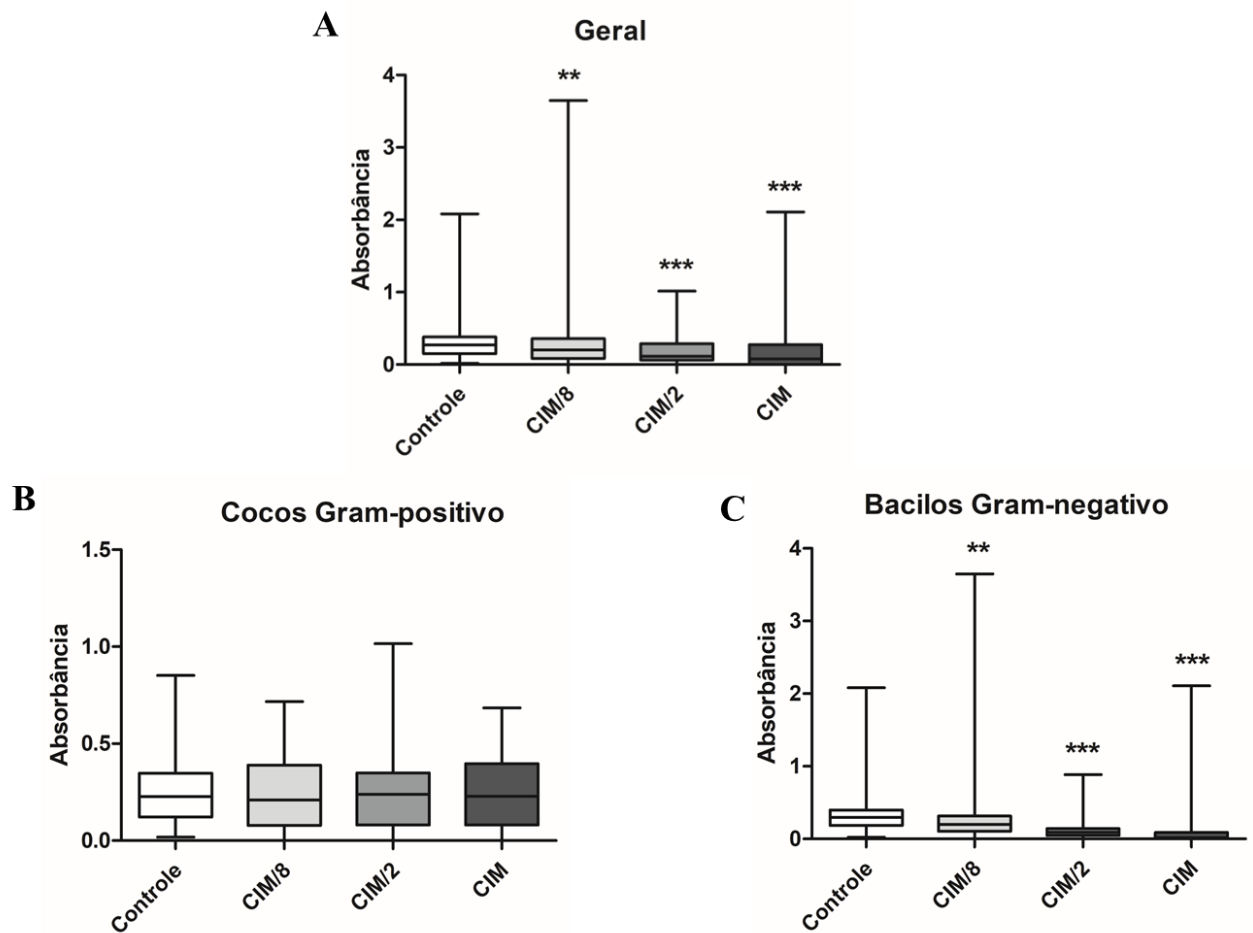 A
Geral
Absorbância
4
3
2
1
0
**
***
***
Controle
CIM/8
CIM/2
CIM
B
Cocos Gram-positivo
Absorbância
1.5
1.0
0.5
0.0
Controle
CIM/8
CIM/2
CIM
C
Bacilos Gram-negativo
Absorbância
4
3
2
1
0
**
***
***
Controle
CIM/8
CIM/2
CIM